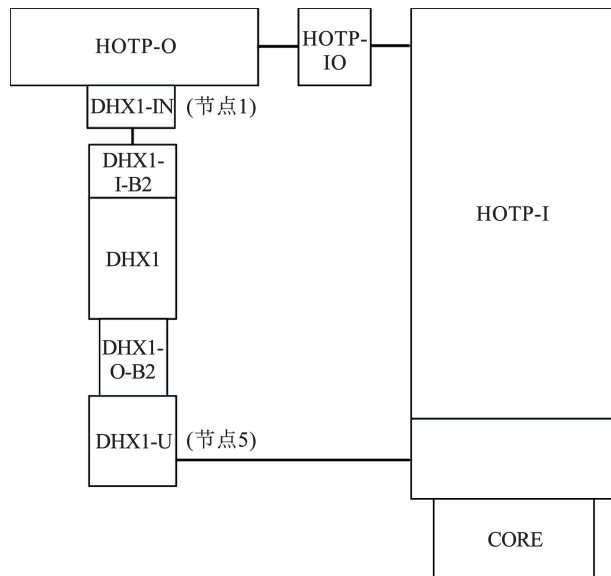 HOTP-O
HOTP-
IO
DHX1-IN (节点1)
DHX1-
I-B2
HOTP-I
DHX1
DHX1-
O-B2
DHX1-U (节点5)
CORE